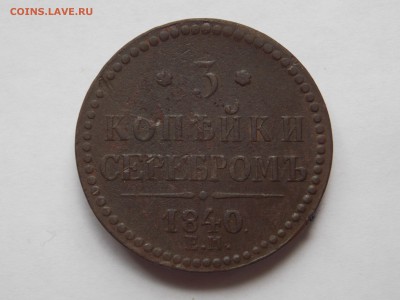 COINS.LAVE.RU
* 3 *
КОПѢЙКИ
СЕРЕБРОМЪ
1840.
Е.М.